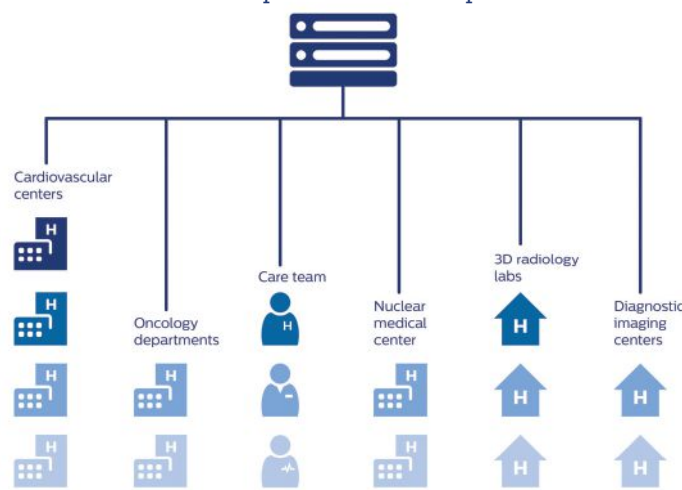 Cardiovascular
centers
H
H
H
H
Oncology
departments
H
H
Care team
H
Nuclear
medical
center
H
H
3D radiology
labs
H
H
H
Diagnostic
imaging
centers
H
H